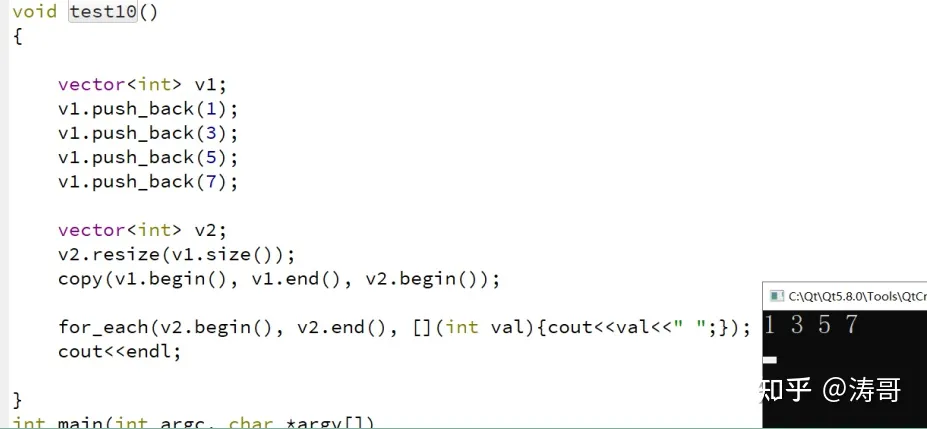 void test10()
{
vector<int> v1;
v1.push_back(1);
v1.push_back(3);
v1.push_back(5);
v1.push_back(7);
vector<int> v2;
v2.resize(v1.size());
copy(v1.begin(), v1.end(), v2.begin());
for_each(v2.begin(), v2.end(), [](int val){cout<<val<<" ";});
cout<<endl;
}
int main(int argc, char *argv[])
C:\Qt\Qt5.8.0\Tools\QtCr
1 3 5 7
知乎 @涛哥